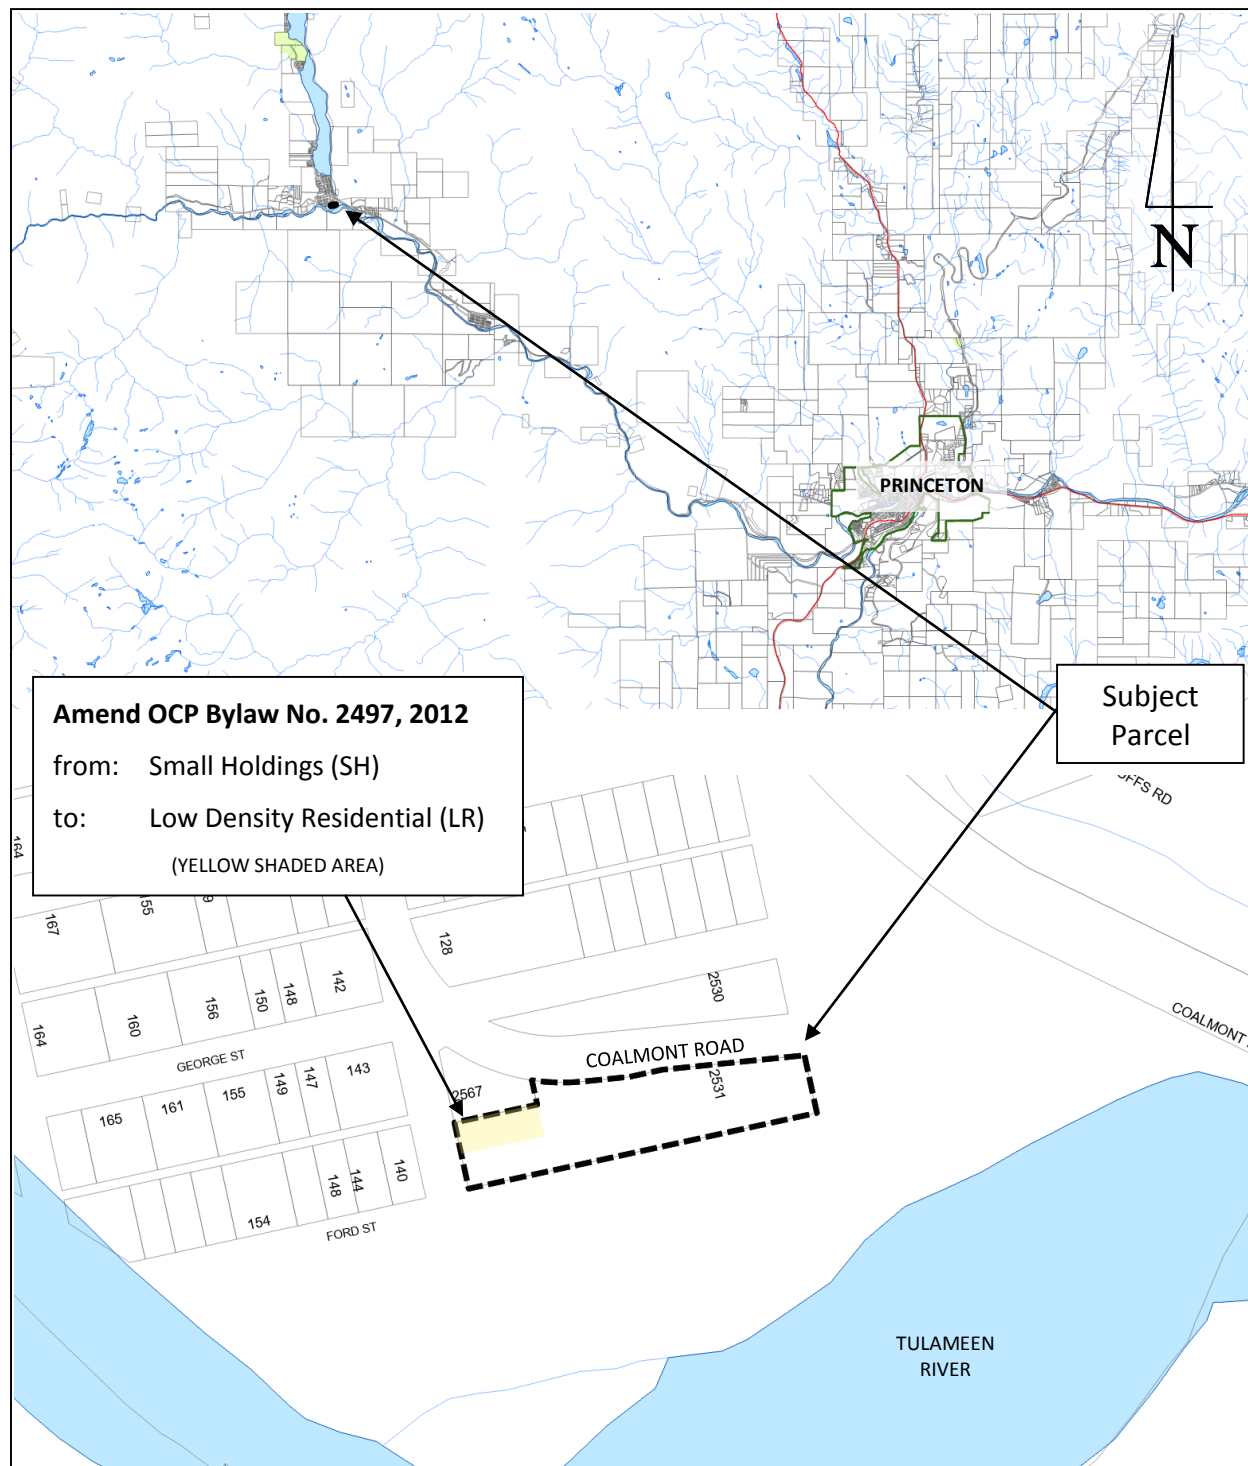 N
PRINCETON
Subject
Parcel
Amend OCP Bylaw No. 2497, 2012
from: Small Holdings (SH)
to: Low Density Residential (LR)
(YELLOW SHADED AREA)
164
167
155
128
2530
142
148
150
156
160
164
GEORGE ST
COALMONT ROAD
COALMONT
2567
2531
143
147
149
155
161
165
140
144
148
154
FORD ST
TULAMEEN
RIVER